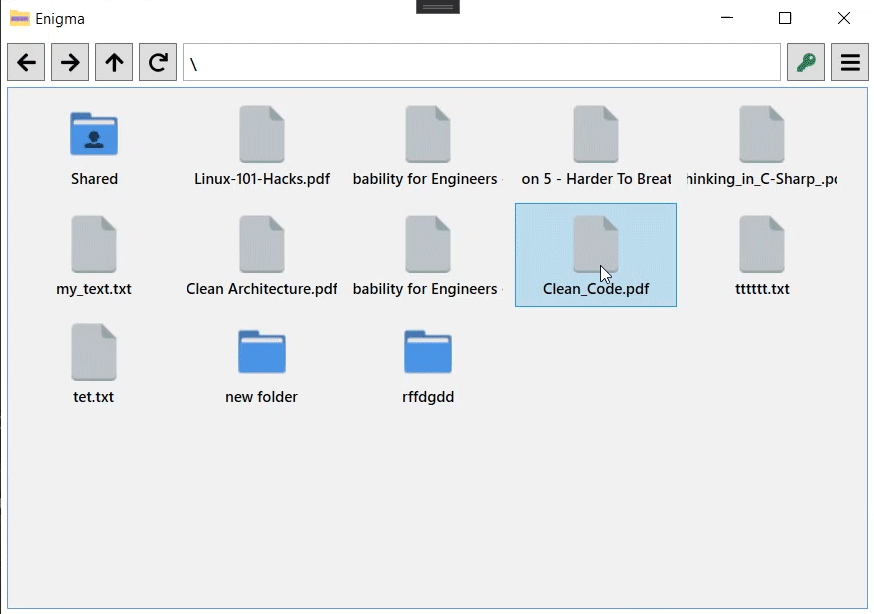 Enigma
\
Shared
Linux-101-Hacks.pdf
bability for Engineers
on 5 - Harder To Breat
hinking_in_C-Sharp_.p
my_text.txt
Clean Architecture.pdf
bability for Engineers
Clean_Code.pdf
tttttt.txt
tet.txt
new folder
rffdgdd